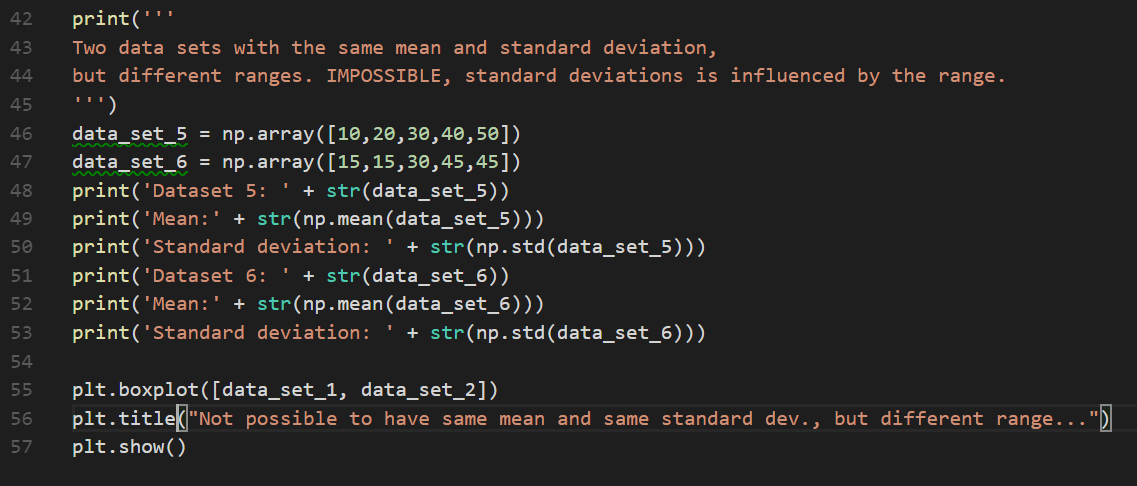 42 print('''
43 Two data sets with the same mean and standard deviation,
44 but different ranges. IMPOSSIBLE, standard deviations is influenced by the range.
45 ''')
46 data_set_5 = np.array([10,20,30,40,50])
47 data_set_6 = np.array([15,15,30,45,45])
48 print('Dataset 5: ' + str(data_set_5))
49 print('Mean:' + str(np.mean(data_set_5)))
50 print('Standard deviation: ' + str(np.std(data_set_5)))
51 print('Dataset 6: ' + str(data_set_6))
52 print('Mean:' + str(np.mean(data_set_6)))
53 print('Standard deviation: ' + str(np.std(data_set_6)))
54
55 plt.boxplot([data_set_1, data_set_2])
56 plt.title("Not possible to have same mean and same standard dev., but different range...")
57 plt.show()